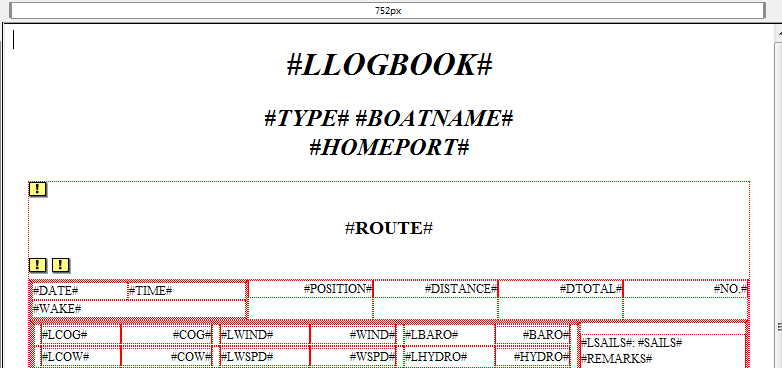 752px
#LLOGBOOK#
#TYPE# #BOATNAME#
#HOMEPORT#
!
#ROUTE#
! !
#DATE# #TIME# #POSITION# #DISTANCE# #DTOTAL# #NO.#
#WAKE#
#LCOG# #COG# #LWIND# #WIND# #LBARO# #BARO#
#LSAILS#: #SAILS#
#LCOW# #COW# #LWSPD# #WSPD# #LHYDRO# #HYDRO#
#REMARKS#